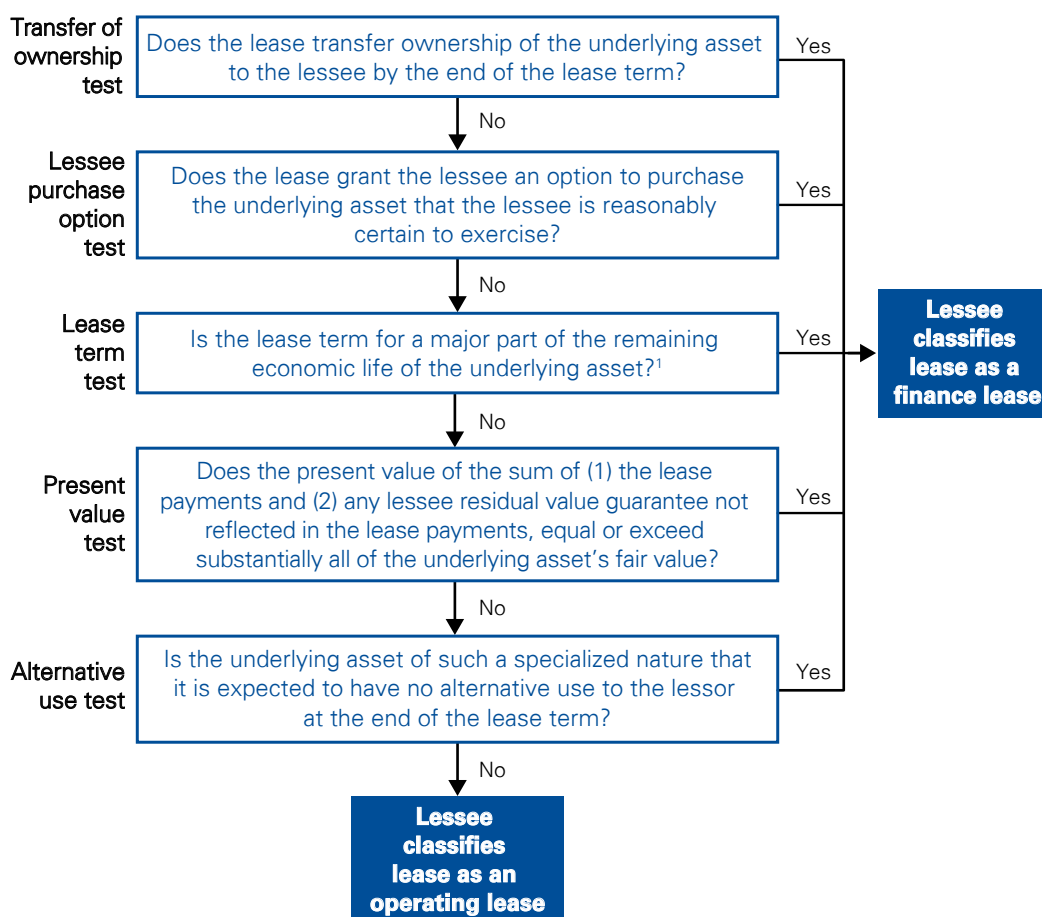 Transfer of
ownership
test
Does the lease transfer ownership of the underlying asset
to the lessee by the end of the lease term?
Yes
No
Lessee
purchase
option
test
Does the lease grant the lessee an option to purchase
the underlying asset that the lessee is reasonably
certain to exercise?
Yes
No
Lease
term
test
Is the lease term for a major part of the remaining
economic life of the underlying asset?¹
Yes
Lessee
classifies
lease as a
finance lease
No
Present
value
test
Does the present value of the sum of (1) the lease
payments and (2) any lessee residual value guarantee not
reflected in the lease payments, equal or exceed
substantially all of the underlying asset’s fair value?
Yes
No
Alternative
use test
Is the underlying asset of such a specialized nature that
it is expected to have no alternative use to the lessor
at the end of the lease term?
Yes
No
Lessee
classifies
lease as an
operating lease